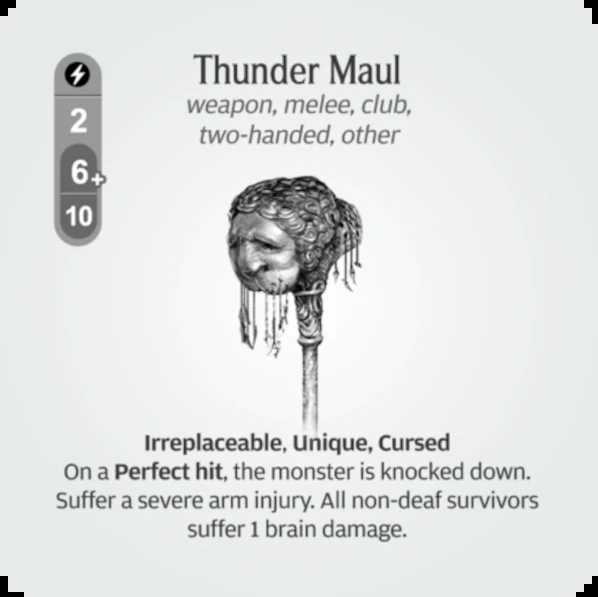 Thunder Maul
weapon, melee, club,
two-handed, other
2
6+
10
Irreplaceable, Unique, Cursed
On a Perfect hit, the monster is knocked down.
Suffer a severe arm injury. All non-deaf survivors
suffer 1 brain damage.